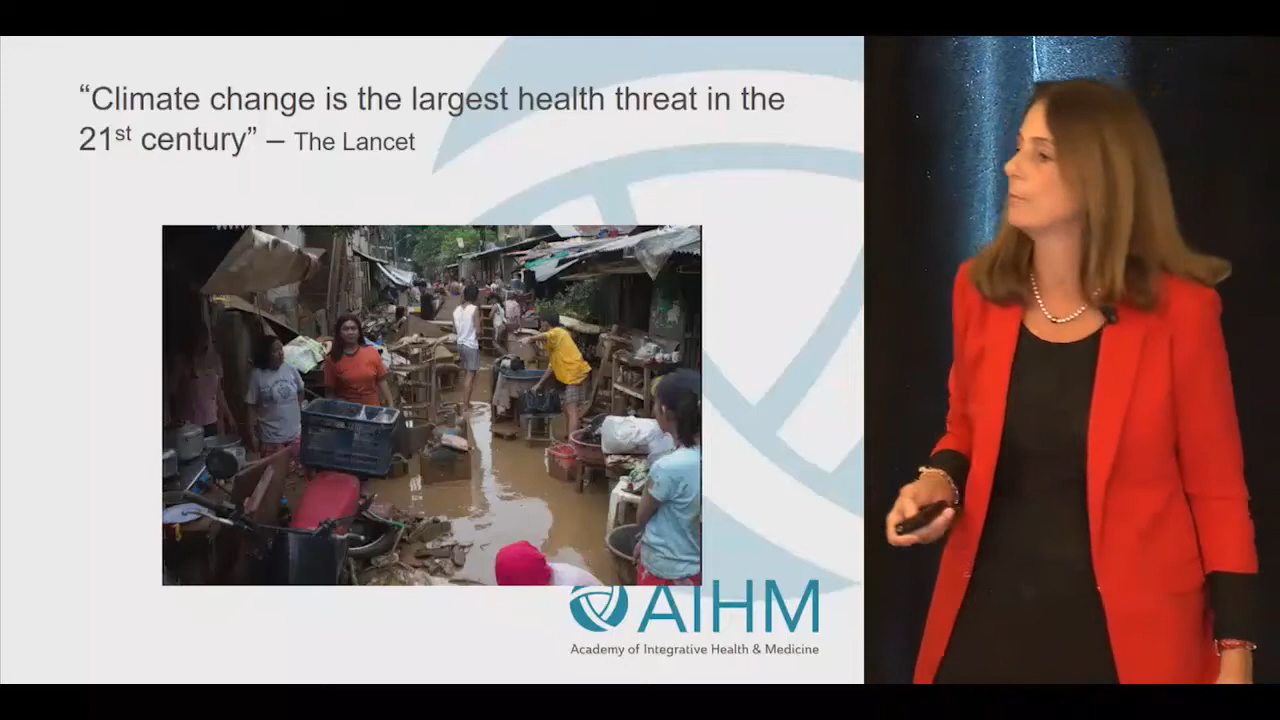 “Climate change is the largest health threat in the
21st century” – The Lancet
AIHM
Academy of Integrative Health & Medicine